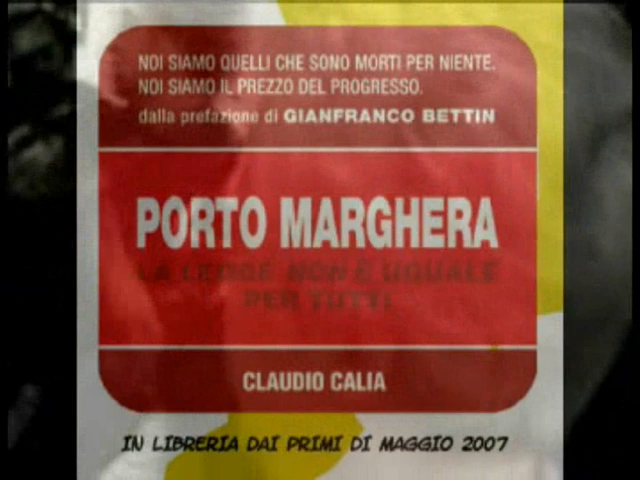 NOI SIAMO QUELLI CHE SONO MORTI PER NIENTE.
NOI SIAMO IL PREZZO DEL PROGRESSO.
dalla prefazione di GIANFRANCO BETTIN
PORTO MARGHERA
LA LEGGE NON È UGUALE
PER TUTTI
CLAUDIO CALIA
IN LIBRERIA DAI PRIMI DI MAGGIO 2007